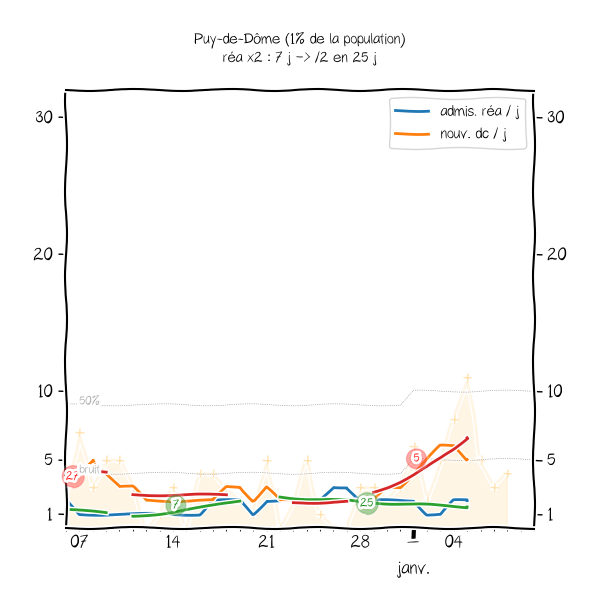 Puy-de-Dôme (1% de la population)
réa x2 : 7 j -> /2 en 25 j
admis. réa / j
nouv. dc / j
30 30
20 20
10 10
50%
5 5
5
27 bruit
7
25
1 1
07 14 21 28 1 04
janv.